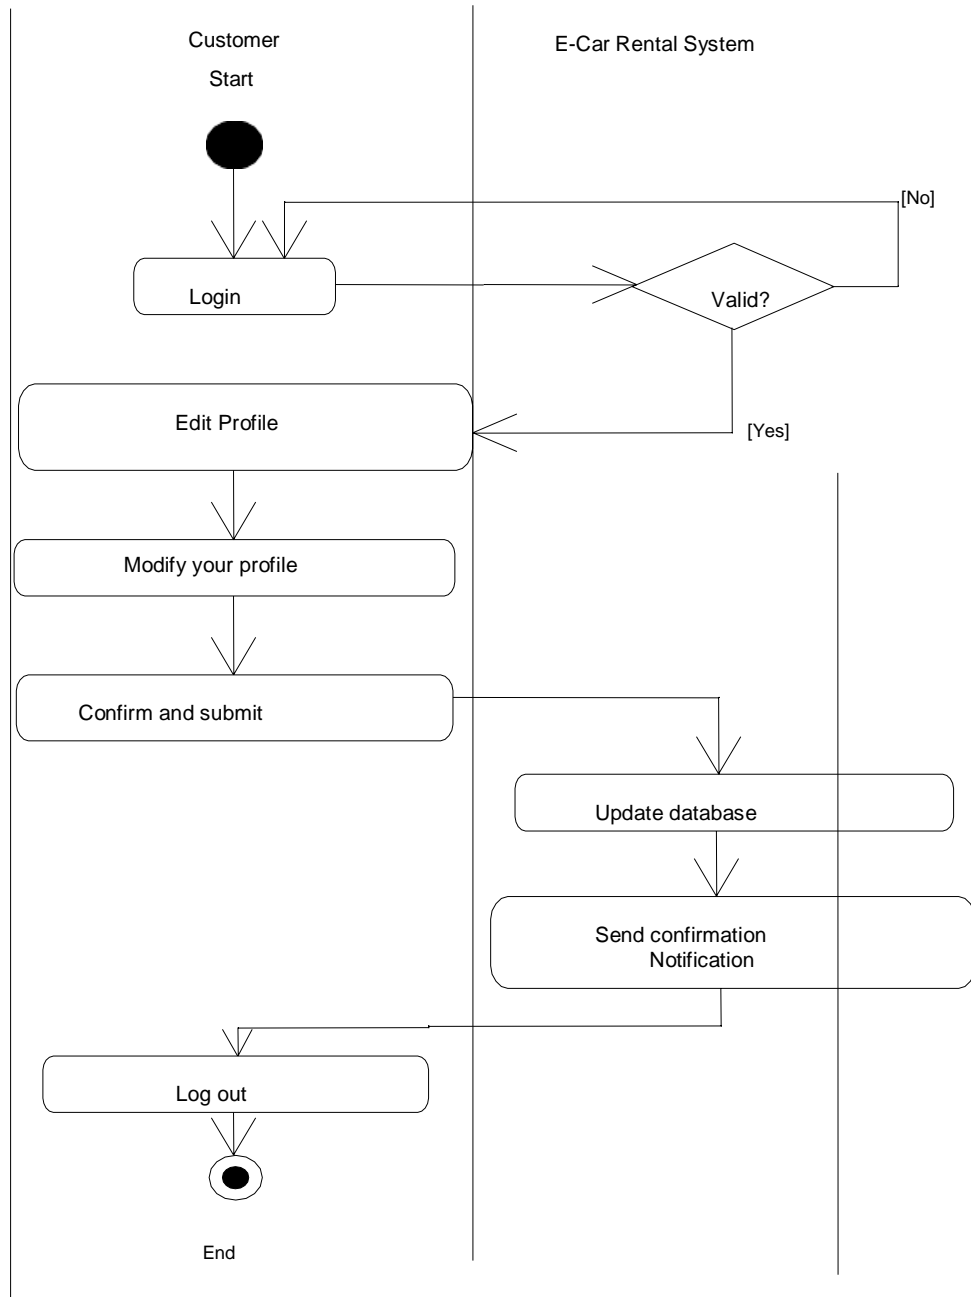 Customer
E-Car Rental System
Start
[No]
Login
Valid?
Edit Profile
[Yes]
Modify your profile
Confirm and submit
Update database
Send confirmation
Notification
Log out
End